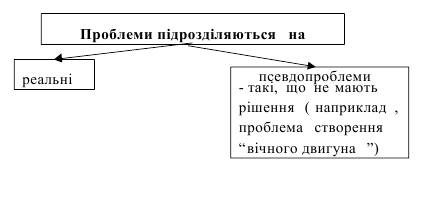 Проблеми підрозділяються на
реальні
псевдопроблеми
- такі, що не мають
рішення ( наприклад ,
проблема створення
“вічного двигуна ”)